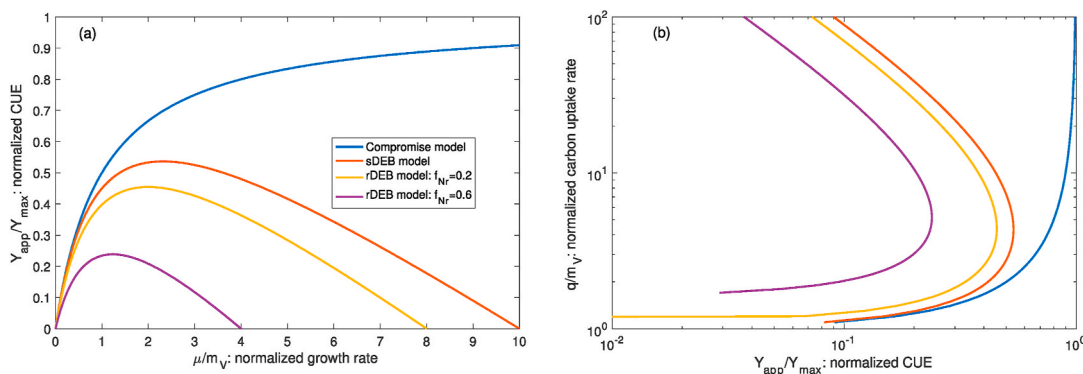 (a)
1
0.9
0.8
0.7
0.6
0.5
0.4
0.3
0.2
0.1
0
Y_app/Y_max: normalized CUE
Compromise model
sDEB model
rDEB model: f_Nr=0.2
rDEB model: f_Nr=0.6
0 1 2 3 4 5 6 7 8 9 10
μ/m_V: normalized growth rate
(b)
10^2
10^1
10^0
q/m_V: normalized carbon uptake rate
10^-2 10^-1 10^0
Y_app/Y_max: normalized CUE